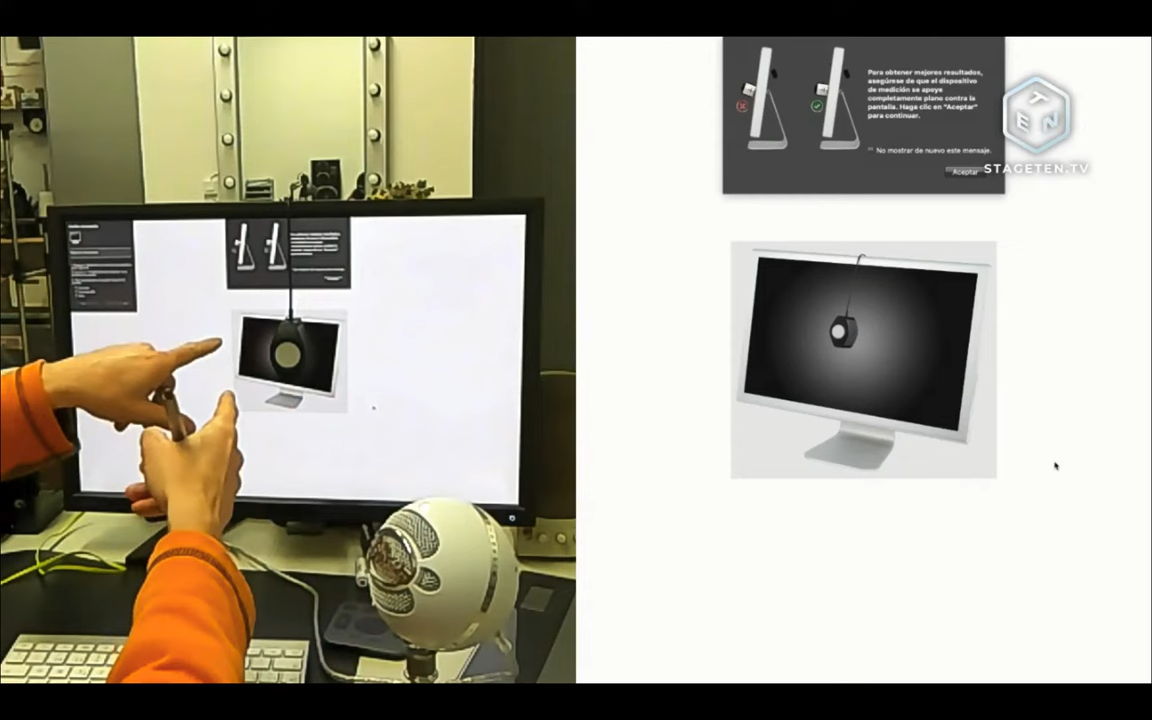 Para obtener mejores resultados,
asegúrese de que el dispositivo
de medición se apoye
completamente plano contra la
pantalla. Haga clic en "Aceptar"
para continuar.
No mostrar de nuevo este mensaje.
Aceptar
TEN
STAGETEN.TV